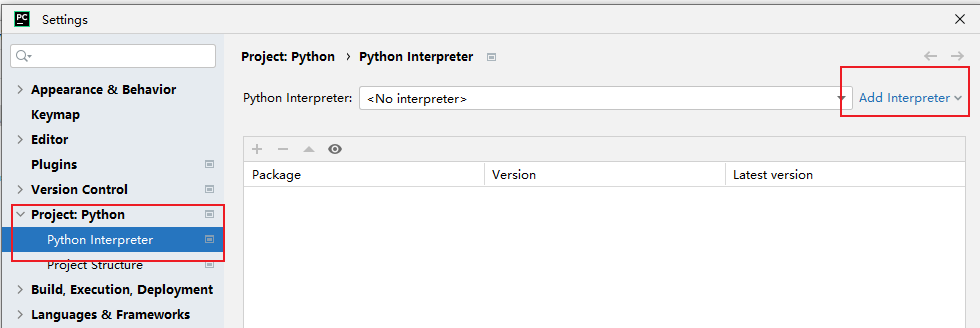 PC Settings
Project: Python › Python Interpreter
Appearance & Behavior
Python Interpreter: <No interpreter> Add Interpreter
Keymap
Editor
Plugins
Package Version Latest version
Version Control
Project: Python
Python Interpreter
Project Structure
Build, Execution, Deployment
Languages & Frameworks